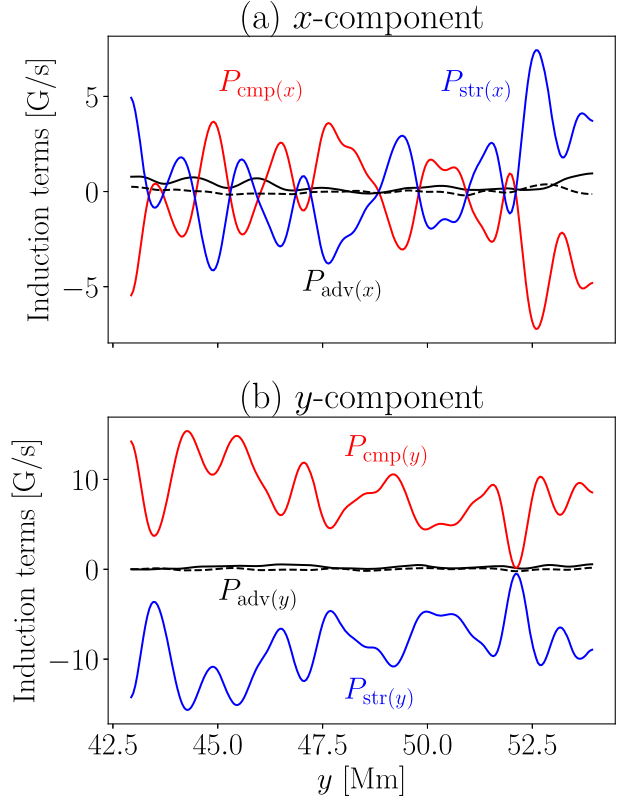 (a) x-component
Induction terms [G/s]
5
0
−5
P_cmp(x)
P_str(x)
P_adv(x)
(b) y-component
Induction terms [G/s]
10
0
−10
P_cmp(y)
P_adv(y)
P_str(y)
42.5 45.0 47.5 50.0 52.5
y [Mm]